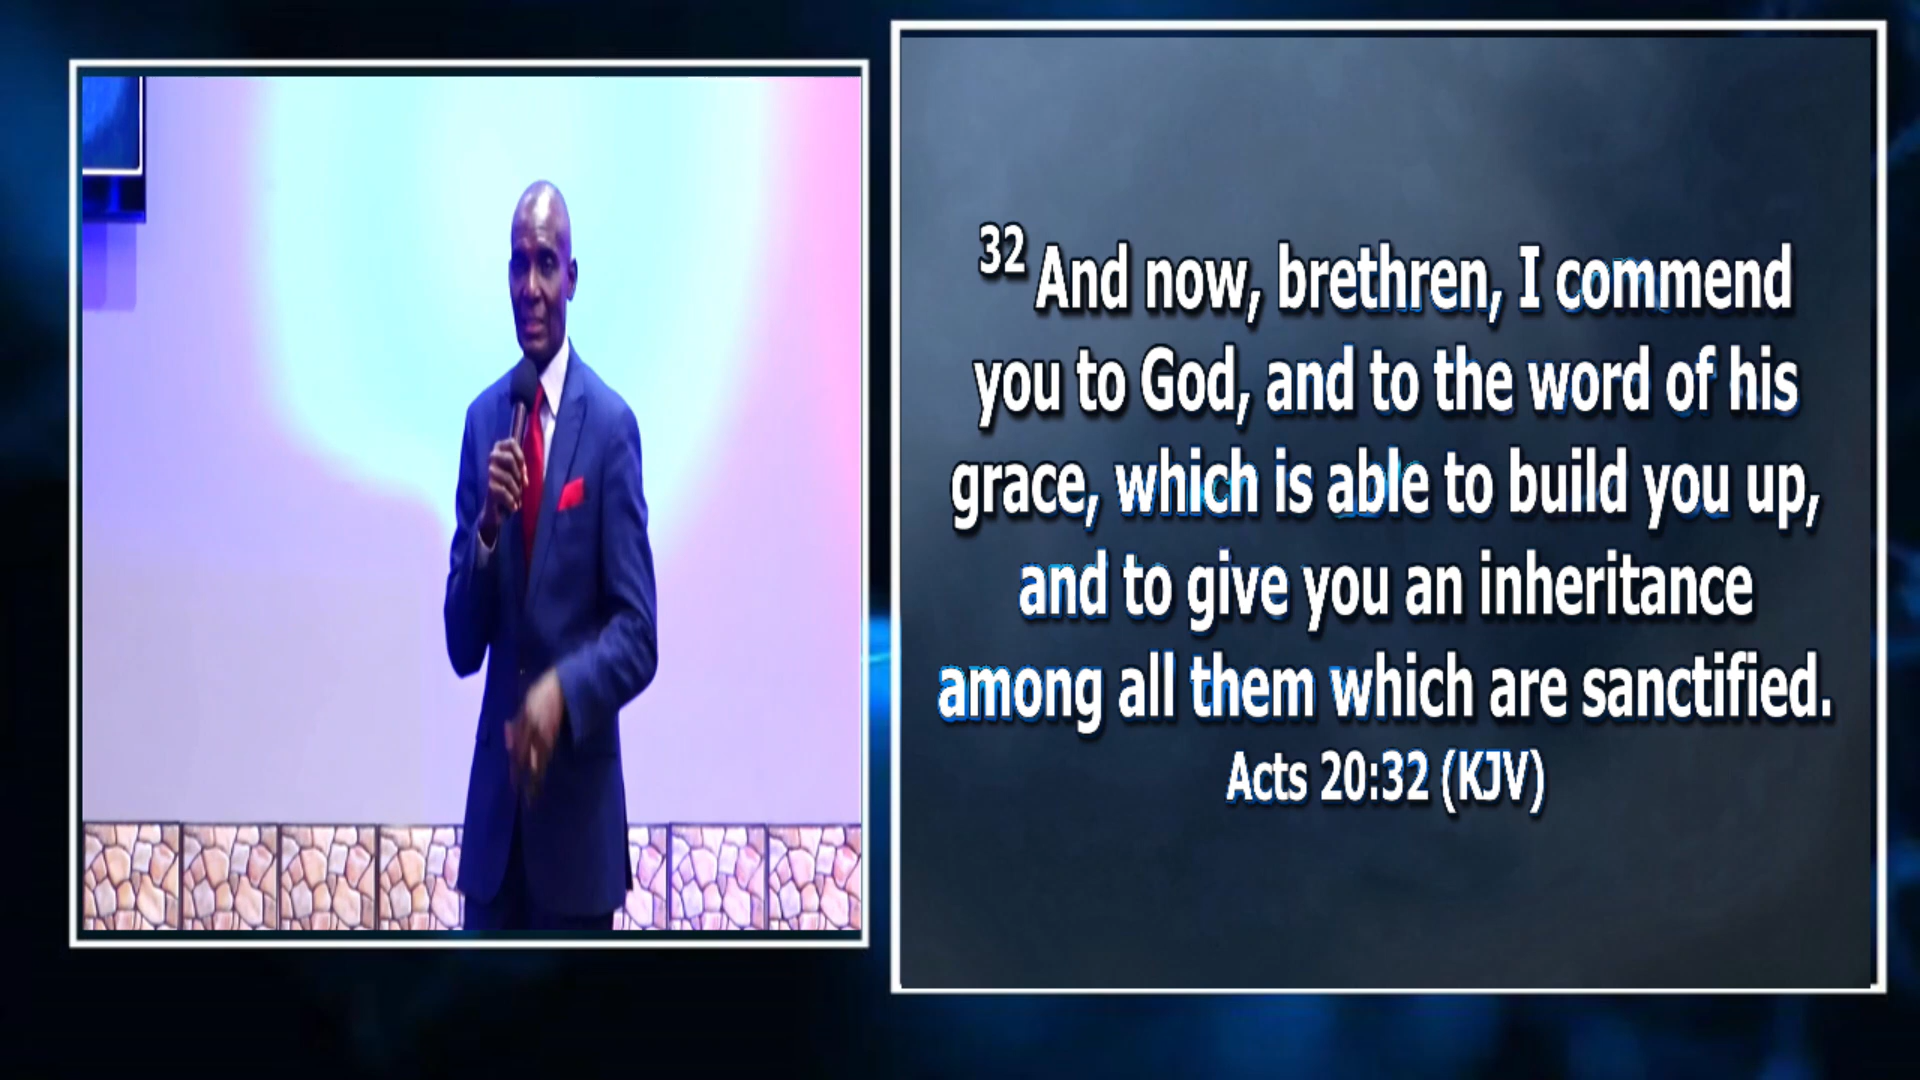 32 And now, brethren, I commend
you to God, and to the word of his
grace, which is able to build you up,
and to give you an inheritance
among all them which are sanctified.
Acts 20:32 (KJV)